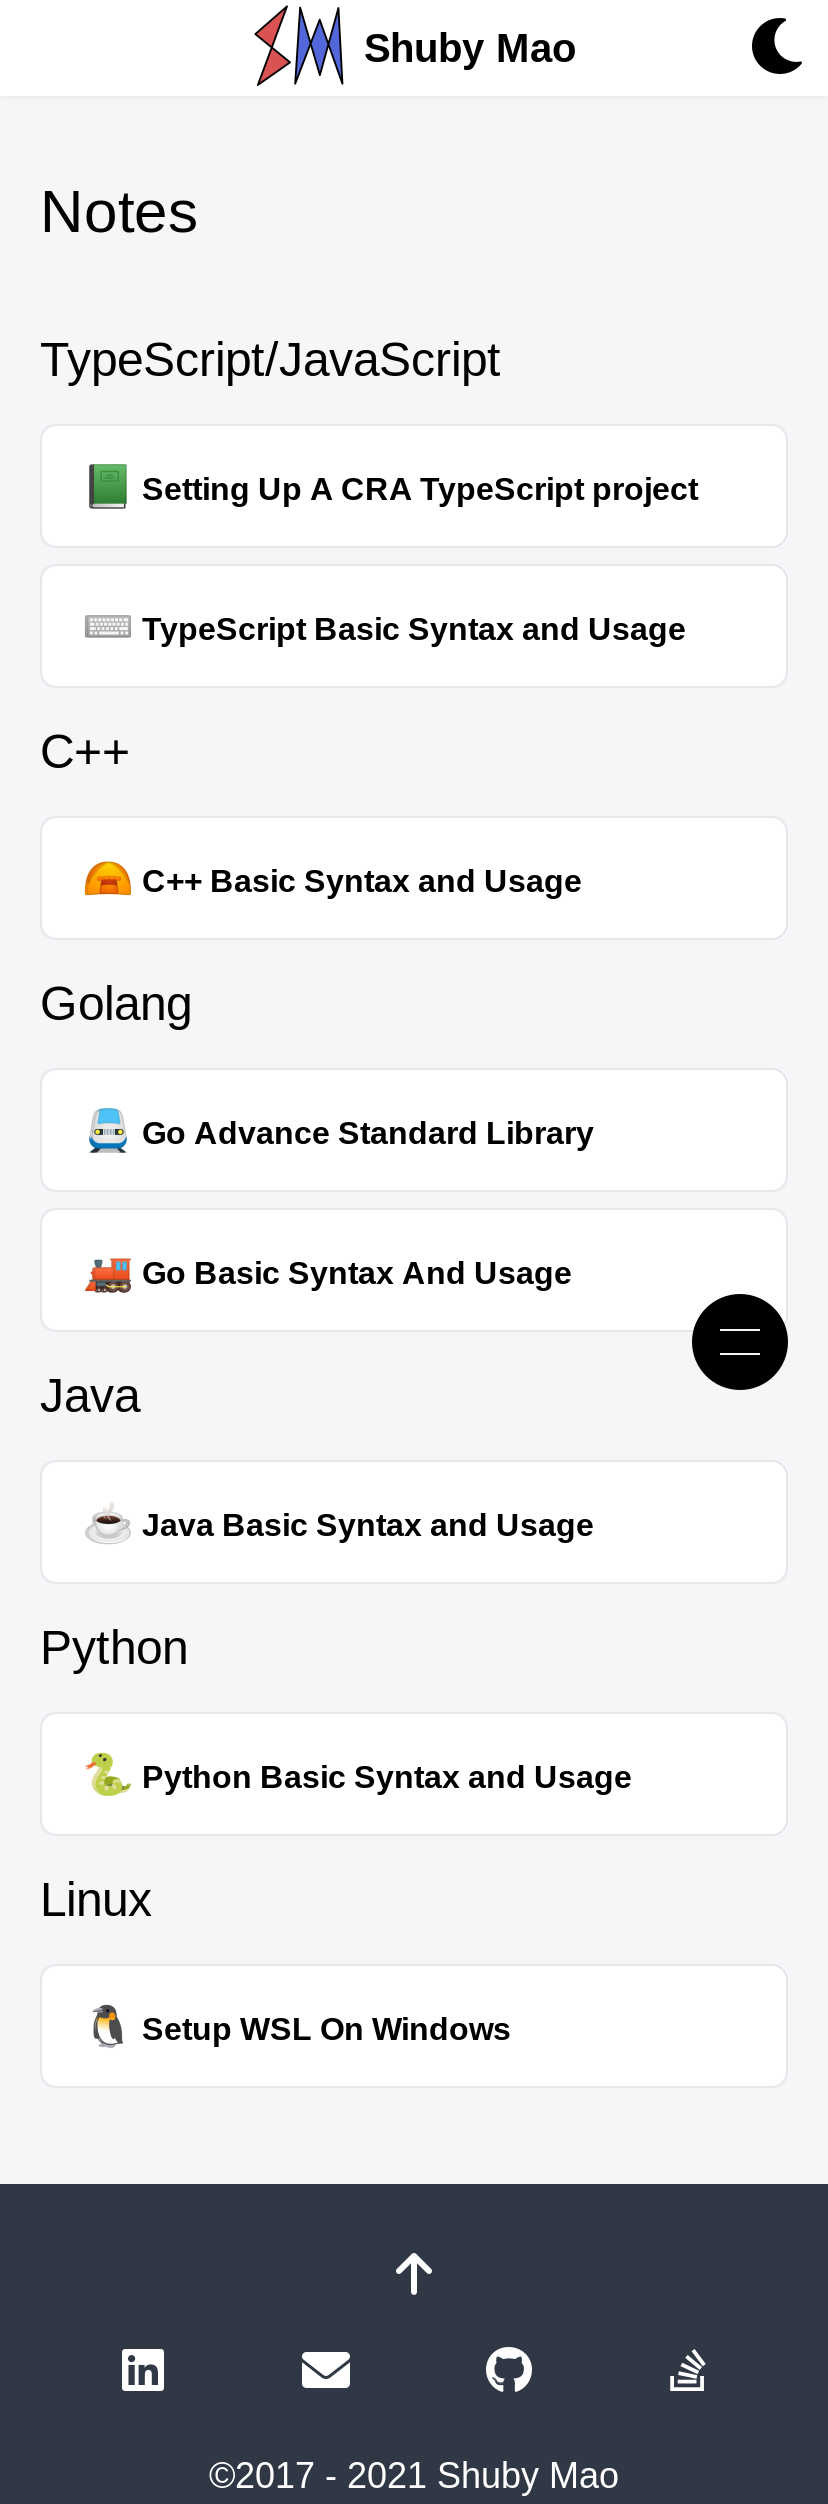 Shuby Mao
Notes
TypeScript/JavaScript
Setting Up A CRA TypeScript project
TypeScript Basic Syntax and Usage
C++
C++ Basic Syntax and Usage
Golang
Go Advance Standard Library
Go Basic Syntax And Usage
Java
Java Basic Syntax and Usage
Python
Python Basic Syntax and Usage
Linux
Setup WSL On Windows
©2017 - 2021 Shuby Mao